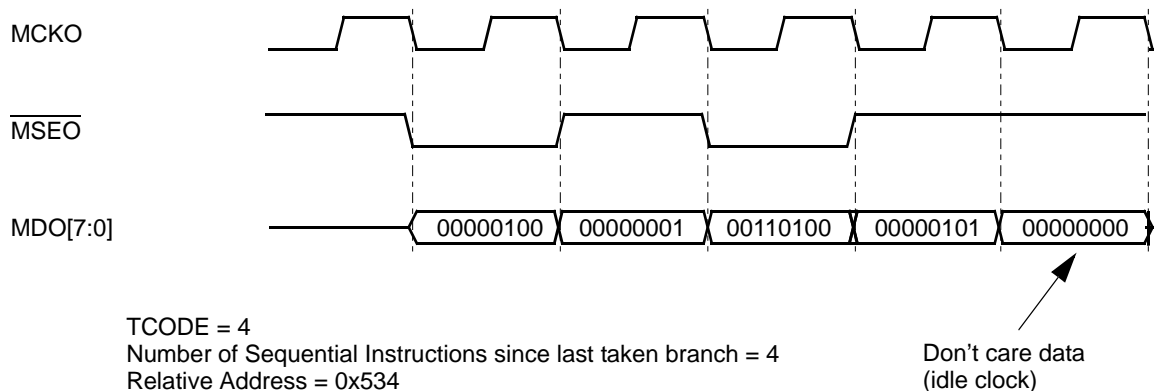 MCKO
MSEO
MDO[7:0]
00000100 00000001 00110100 00000101 00000000
TCODE = 4
Number of Sequential Instructions since last taken branch = 4
Relative Address = 0x534
Don't care data
(idle clock)